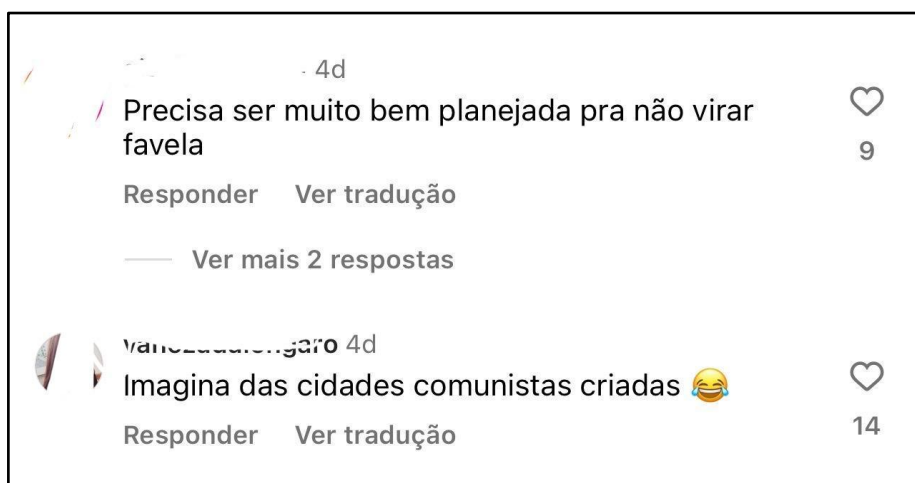 4d
Precisa ser muito bem planejada pra não virar
favela
9
Responder Ver tradução
Ver mais 2 respostas
4d
Imagina das cidades comunistas criadas 😂
14
Responder Ver tradução